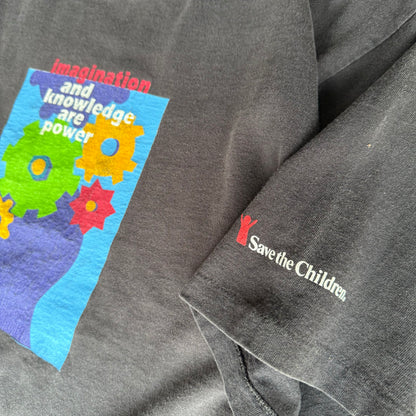 imagination
and
knowledge
are
power
Save the Children.